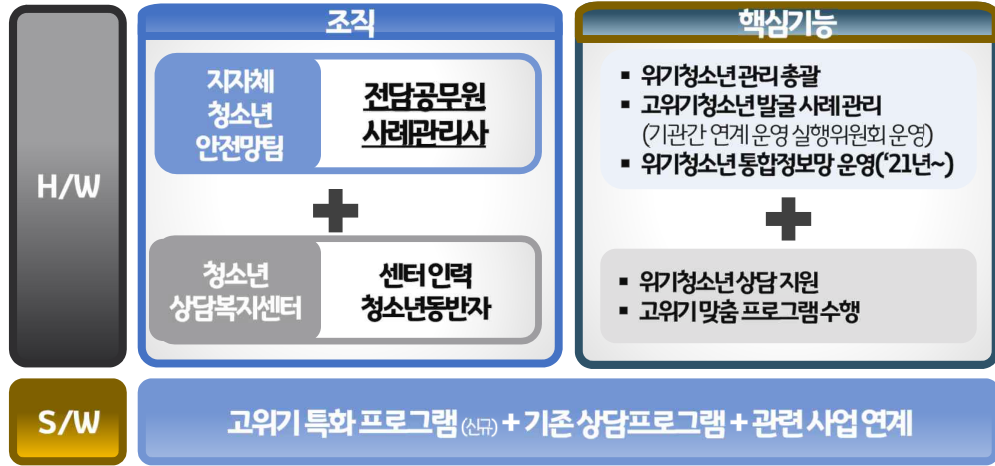 조직
핵심기능
H/W
지자체
청소년
안전망팀
전담공무원
사례관리사
▪ 위기청소년 관리 총괄
▪ 고위기청소년 발굴 사례 관리
(기관간 연계 운영 실행위원회 운영)
▪ 위기청소년 통합정보망 운영(‘21년~)
+
+
청소년
상담복지센터
센터 인력
청소년동반자
▪ 위기청소년 상담 지원
▪ 고위기 맞춤 프로그램 수행
S/W
고위기 특화 프로그램 (신규) + 기존 상담프로그램 + 관련 사업 연계